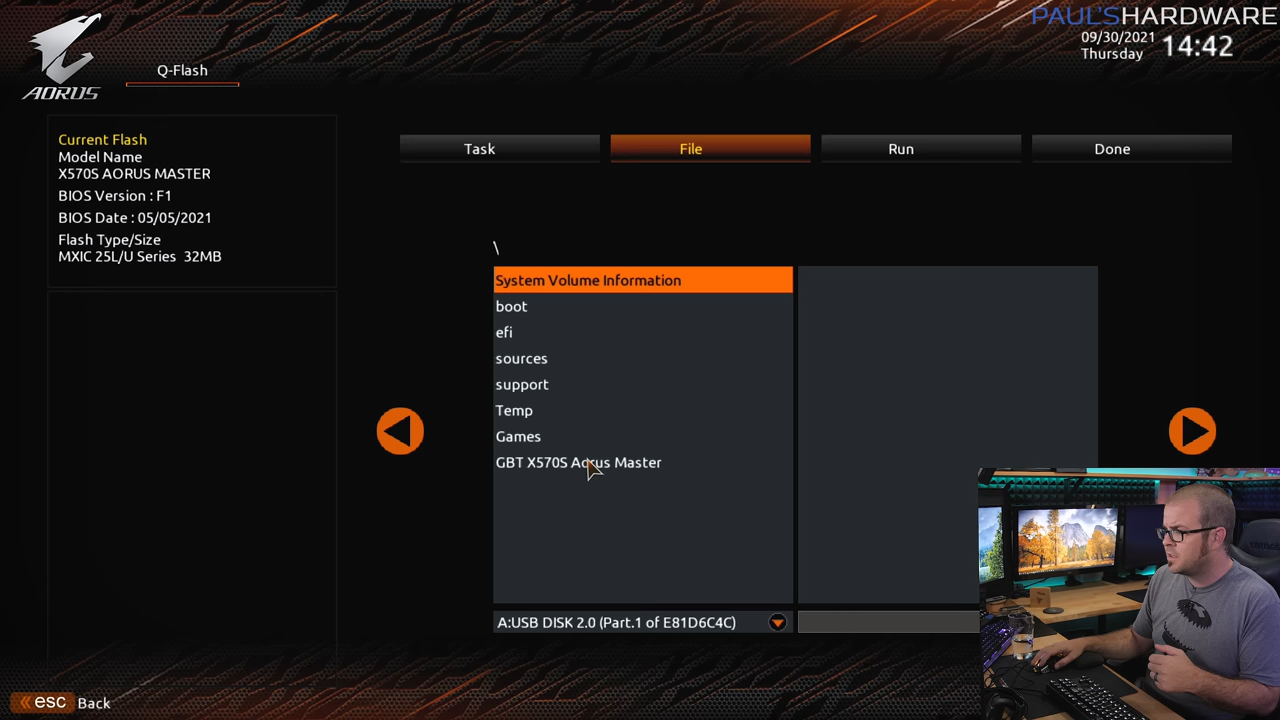 PAUL'SHARDWARE
09/30/2021
Thursday
14:42
AORUS
Q-Flash
Current Flash
Model Name
X570S AORUS MASTER
BIOS Version : F1
BIOS Date : 05/05/2021
Flash Type/Size
MXIC 25L/U Series 32MB
Task
File
Run
Done
\
System Volume Information
boot
efi
sources
support
Temp
Games
GBT X570S Aorus Master
A:USB DISK 2.0 (Part.1 of E81D6C4C)
esc Back